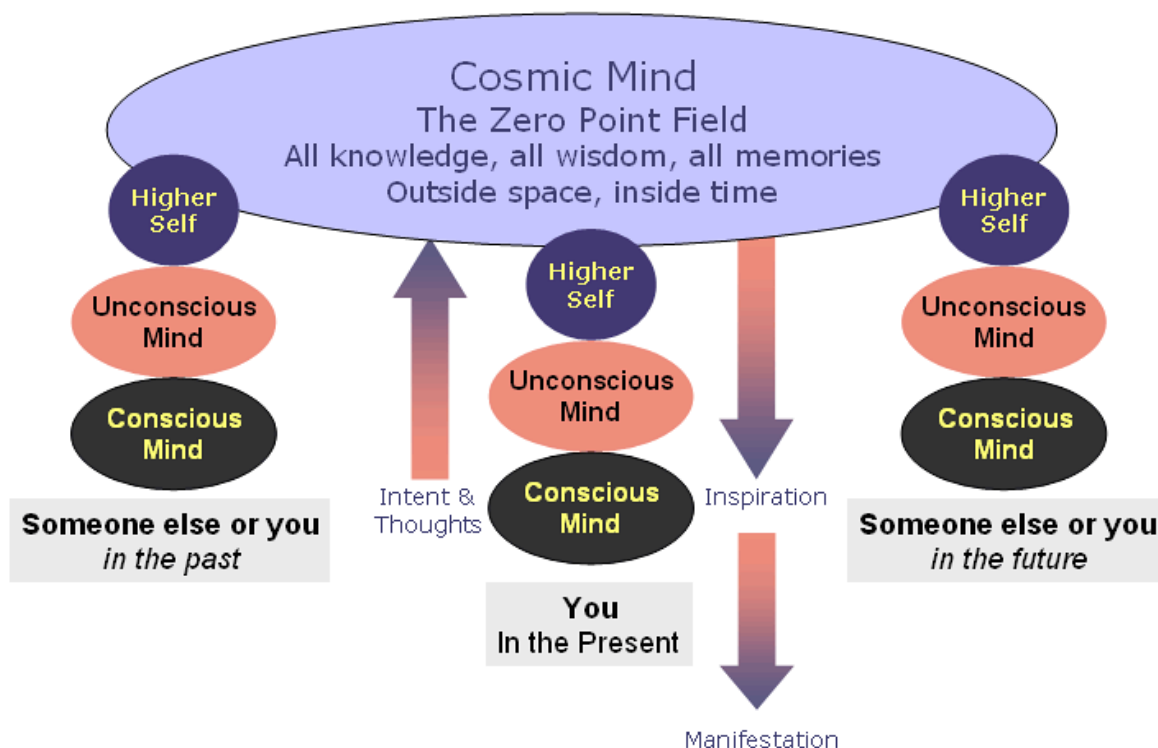 Cosmic Mind
The Zero Point Field
All knowledge, all wisdom, all memories
Outside space, inside time
Higher
Self
Unconscious
Mind
Conscious
Mind
Someone else or you
in the past
Intent &
Thoughts
Higher
Self
Unconscious
Mind
Conscious
Mind
You
In the Present
Inspiration
Manifestation
Higher
Self
Unconscious
Mind
Conscious
Mind
Someone else or you
in the future